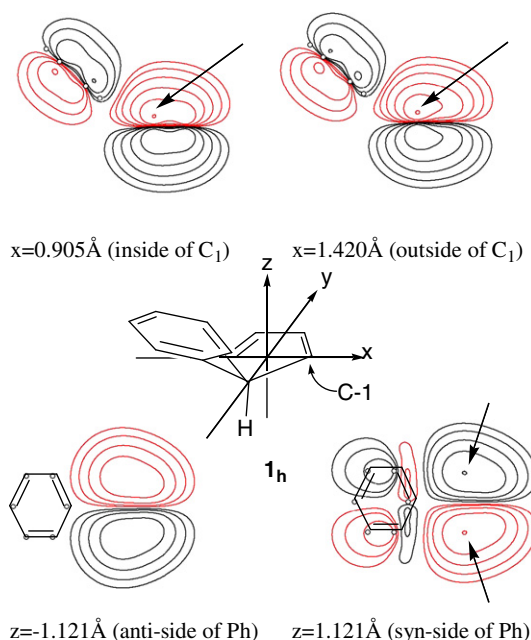 x=0.905Å (inside of C₁)
x=1.420Å (outside of C₁)
z
y
x
C-1
H
1ₕ
z=-1.121Å (anti-side of Ph)
z=1.121Å (syn-side of Ph)